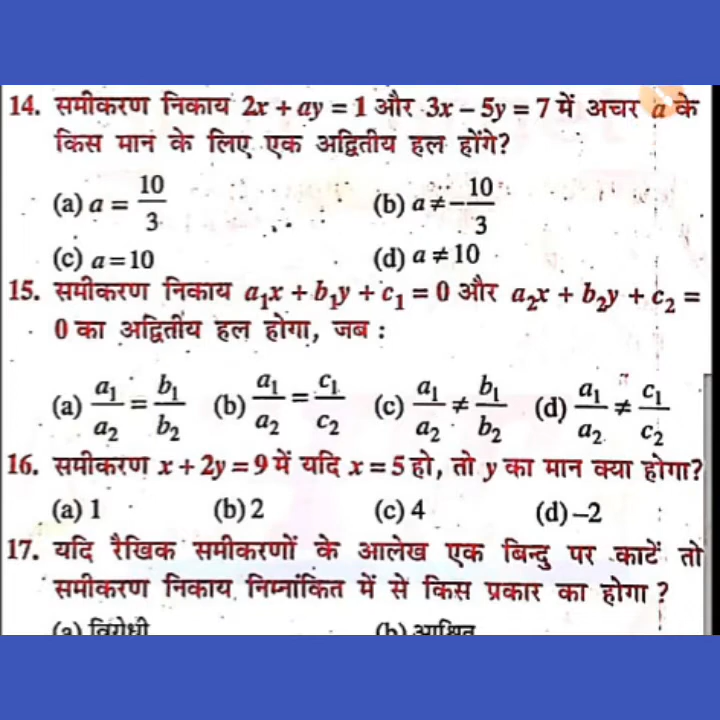 14. समीकरण निकाय 2x + ay = 1 और 3x – 5y = 7 में अचर a के
किस मान के लिए एक अद्वितीय हल होंगे?
(a) a = 10/3 (b) a ≠ –10/3
(c) a = 10 (d) a ≠ 10
15. समीकरण निकाय a₁x + b₁y + c₁ = 0 और a₂x + b₂y + c₂ =
0 का अद्वितीय हल होगा, जब :
(a) a₁/a₂ = b₁/b₂ (b) a₁/a₂ = c₁/c₂ (c) a₁/a₂ ≠ b₁/b₂ (d) a₁/a₂ ≠ c₁/c₂
16. समीकरण x + 2y = 9 में यदि x = 5 हो, तो y का मान क्या होगा?
(a) 1 (b) 2 (c) 4 (d) –2
17. यदि रैखिक समीकरणों के आलेख एक बिन्दु पर काटें तो
समीकरण निकाय निम्नांकित में से किस प्रकार का होगा ?
(a) विरोधी (b) आश्रित